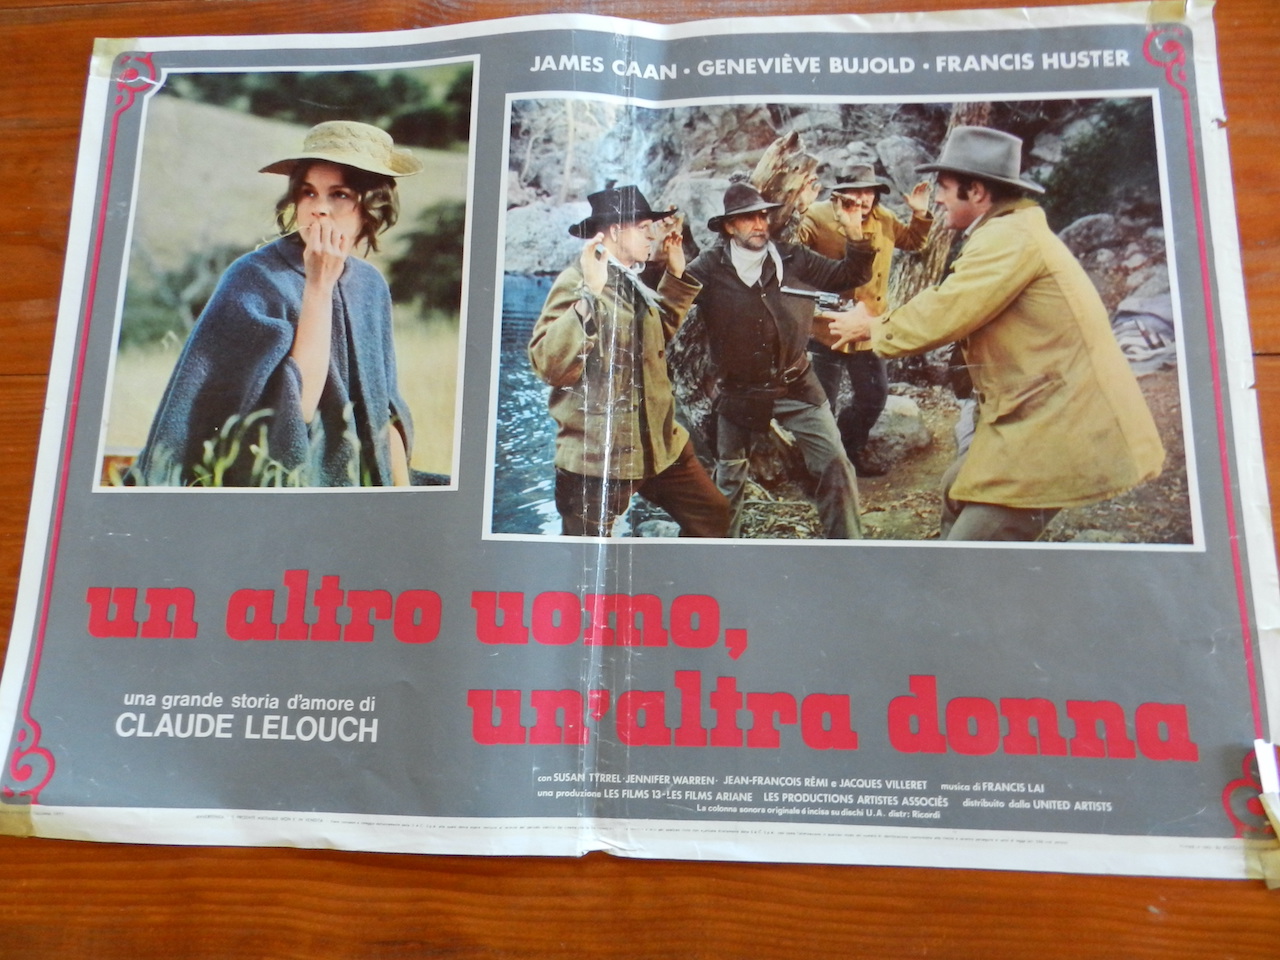 JAMES CAAN · GENEVIÈVE BUJOLD · FRANCIS HUSTER
un altro uomo,
un'altra donna
una grande storia d'amore di
CLAUDE LELOUCH
con SUSAN TYRREL · JENNIFER WARREN · JEAN-FRANÇOIS RÉMI e JACQUES VILLERET musica di FRANCIS LAI
una produzione LES FILMS 13-LES FILMS ARIANE LES PRODUCTIONS ARTISTES ASSOCIÈS distribuito dalla UNITED ARTISTS
La colonna sonora originale é incisa su dischi U.A. distr: Ricordi